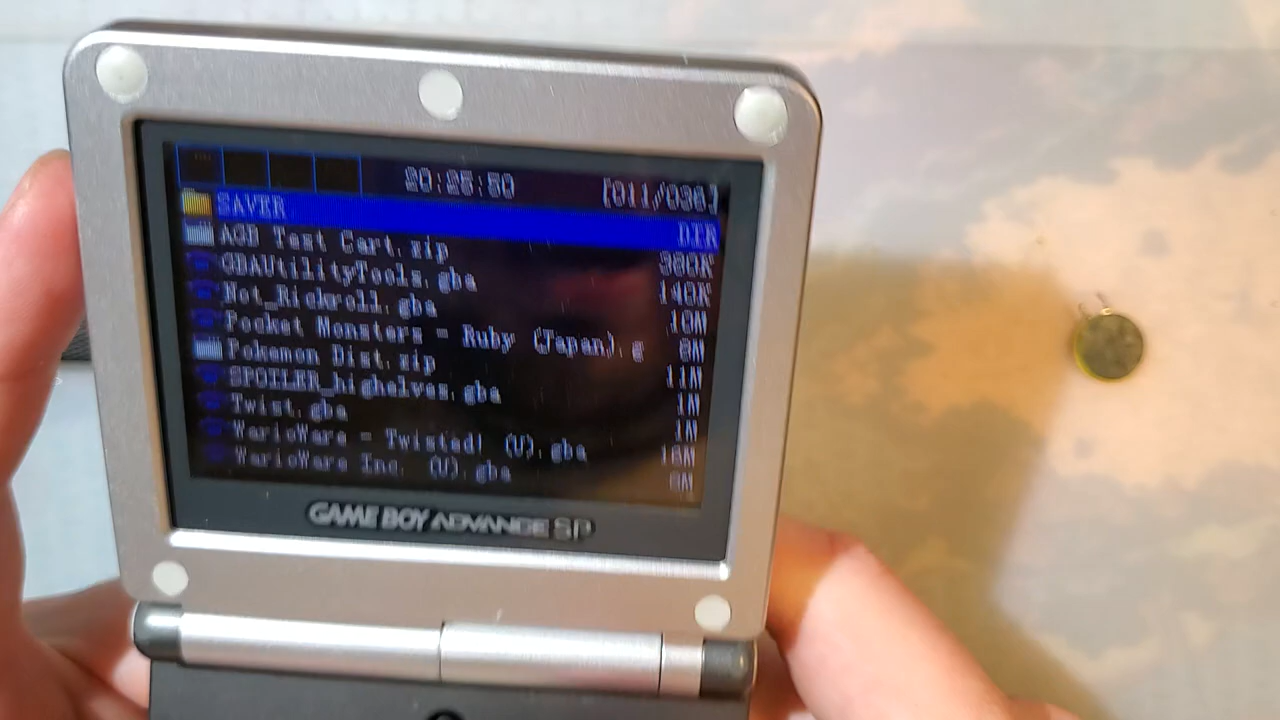 20:25:50 [011/036]
SAVER DIR
AGB Test Cart.zip 380K
GBAUtilityTools.gba 140K
Not_Rickroll.gba 10M
Pocket Monsters - Ruby (Japan).g 8M
Pokemon Dist.zip 11M
SPOILER_bighalves.gba 1M
Twist.gba 1M
WarioWare - Twisted! (U).gba 16M
WarioWare Inc. (U).gba 8M
GAME BOY ADVANCE SP